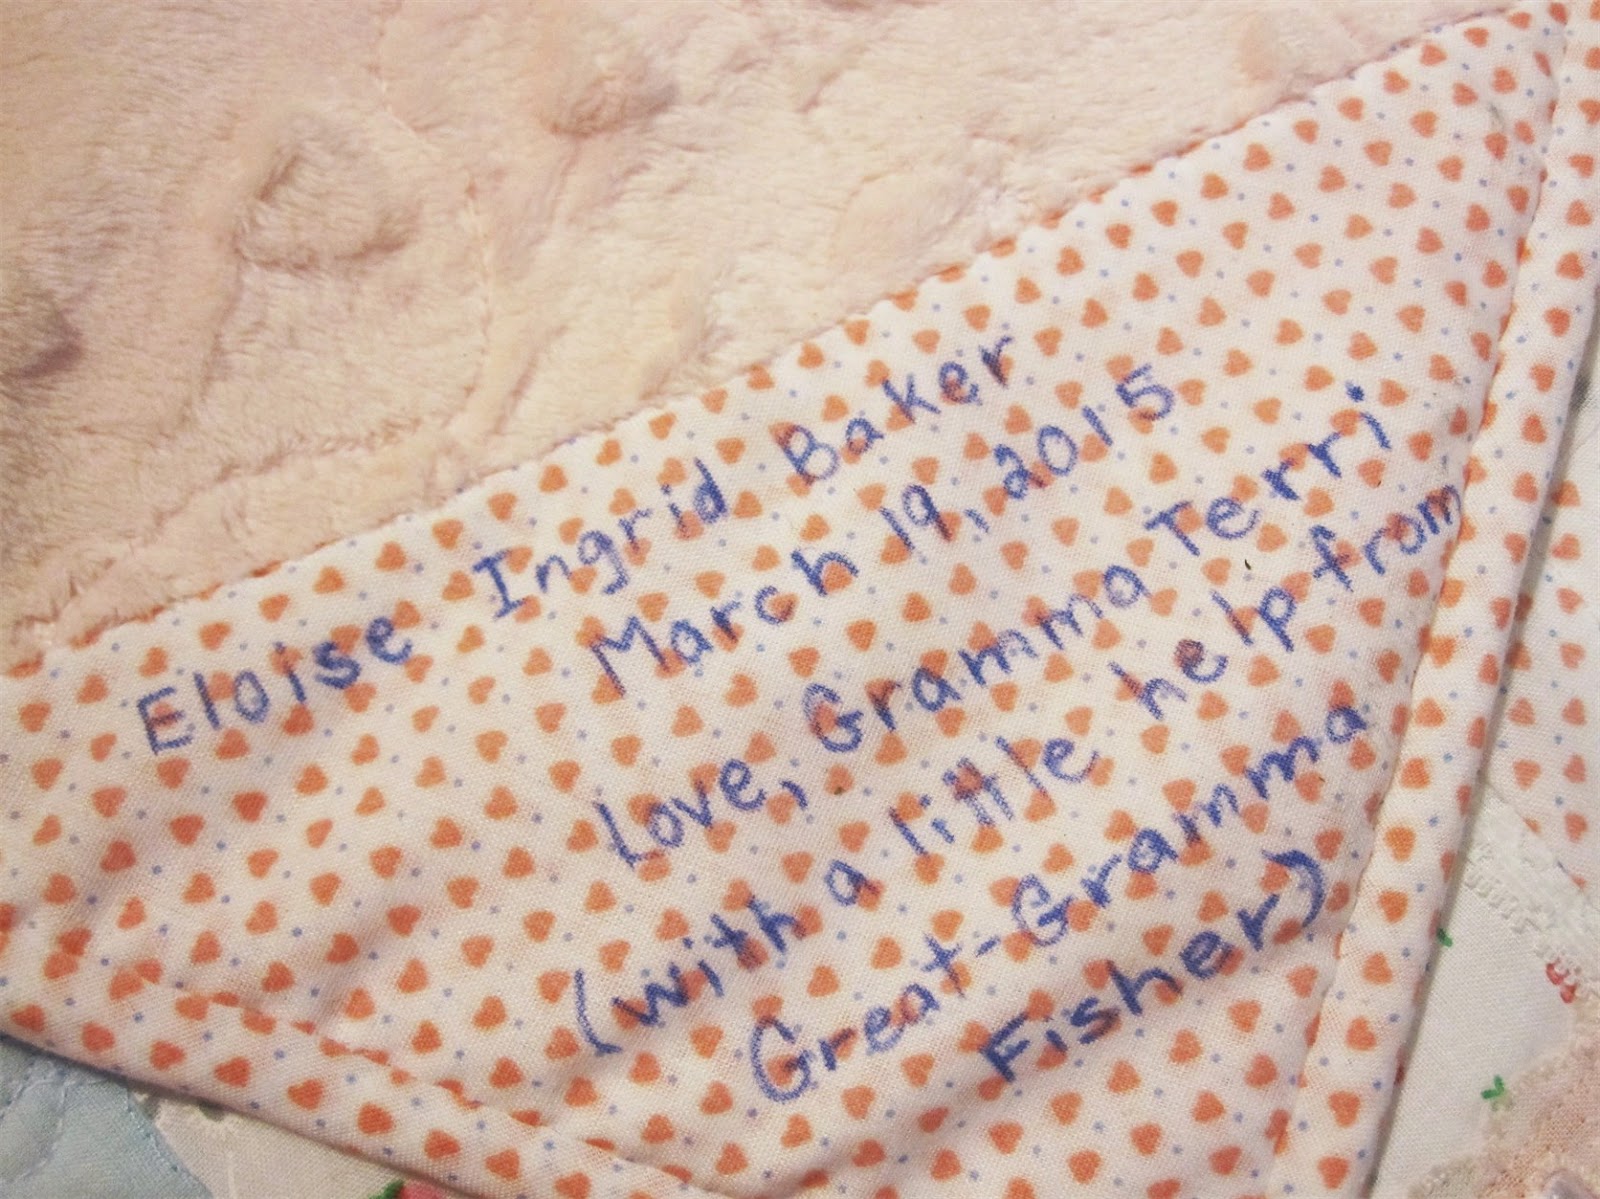 Eloise Ingrid Baker
March 19, 2015
Love, Gramma Terri
(with a little help from
Great-Gramma
Fisher)